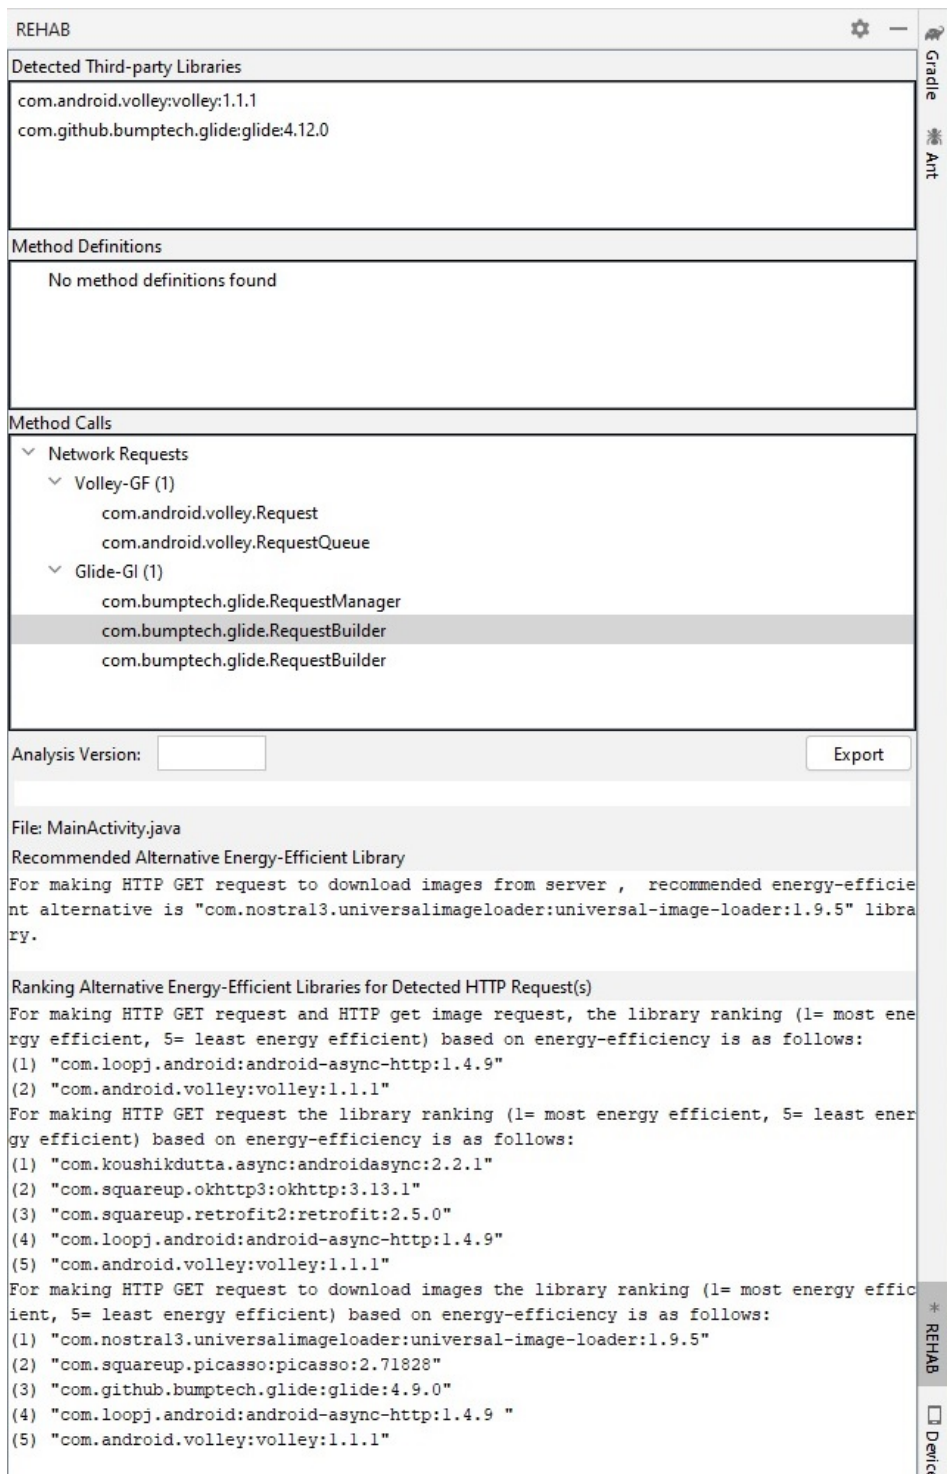 REHAB
Detected Third-party Libraries
com.android.volley:volley:1.1.1
com.github.bumptech.glide:glide:4.12.0
Method Definitions
No method definitions found
Method Calls
Network Requests
Volley-GF (1)
com.android.volley.Request
com.android.volley.RequestQueue
Glide-GI (1)
com.bumptech.glide.RequestManager
com.bumptech.glide.RequestBuilder
com.bumptech.glide.RequestBuilder
Analysis Version:
Export
File: MainActivity.java
Recommended Alternative Energy-Efficient Library
For making HTTP GET request to download images from server ,  recommended energy-efficie
nt alternative is "com.nostra13.universalimageloader:universal-image-loader:1.9.5" libra
ry.
Ranking Alternative Energy-Efficient Libraries for Detected HTTP Request(s)
For making HTTP GET request and HTTP get image request, the library ranking (1= most ene
rgy efficient, 5= least energy efficient) based on energy-efficiency is as follows:
(1) "com.loopj.android:android-async-http:1.4.9"
(2) "com.android.volley:volley:1.1.1"
For making HTTP GET request the library ranking (1= most energy efficient, 5= least ener
gy efficient) based on energy-efficiency is as follows:
(1) "com.koushikdutta.async:androidasync:2.2.1"
(2) "com.squareup.okhttp3:okhttp:3.13.1"
(3) "com.squareup.retrofit2:retrofit:2.5.0"
(4) "com.loopj.android:android-async-http:1.4.9"
(5) "com.android.volley:volley:1.1.1"
For making HTTP GET request to download images the library ranking (1= most energy effic
ient, 5= least energy efficient) based on energy-efficiency is as follows:
(1) "com.nostra13.universalimageloader:universal-image-loader:1.9.5"
(2) "com.squareup.picasso:picasso:2.71828"
(3) "com.github.bumptech.glide:glide:4.9.0"
(4) "com.loopj.android:android-async-http:1.4.9 "
(5) "com.android.volley:volley:1.1.1"
Gradle
Ant
REHAB
Device